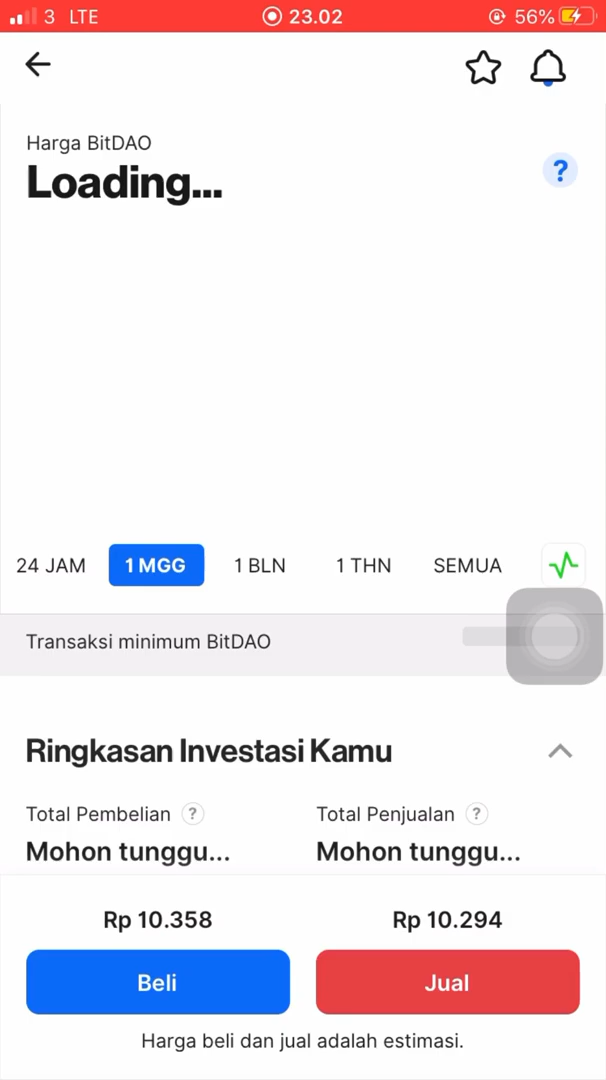 3 LTE 23.02 56%
Harga BitDAO
Loading...
?
24 JAM 1 MGG 1 BLN 1 THN SEMUA
Transaksi minimum BitDAO
Ringkasan Investasi Kamu
Total Pembelian ? Total Penjualan ?
Mohon tunggu... Mohon tunggu...
Rp 10.358 Rp 10.294
Beli Jual
Harga beli dan jual adalah estimasi.